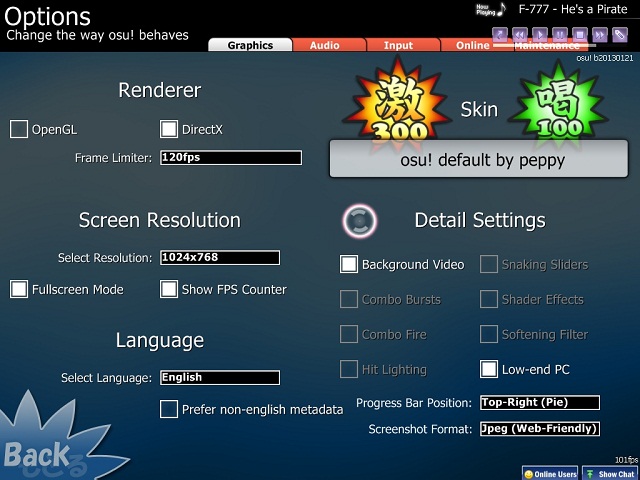 Options
Change the way osu! behaves
Now Playing
F-777 - He's a Pirate
Graphics
Audio
Input
Online
Maintenance
osu! b20130121
Renderer
OpenGL
DirectX
Frame Limiter: 120fps
激
300
Skin
喝
100
osu! default by peppy
Screen Resolution
Select Resolution: 1024x768
Fullscreen Mode
Show FPS Counter
Detail Settings
Background Video
Snaking Sliders
Combo Bursts
Shader Effects
Combo Fire
Softening Filter
Hit Lighting
Low-end PC
Language
Select Language: English
Prefer non-english metadata
Progress Bar Position: Top-Right (Pie)
Screenshot Format: Jpeg (Web-Friendly)
Back
101fps
Online Users
Show Chat